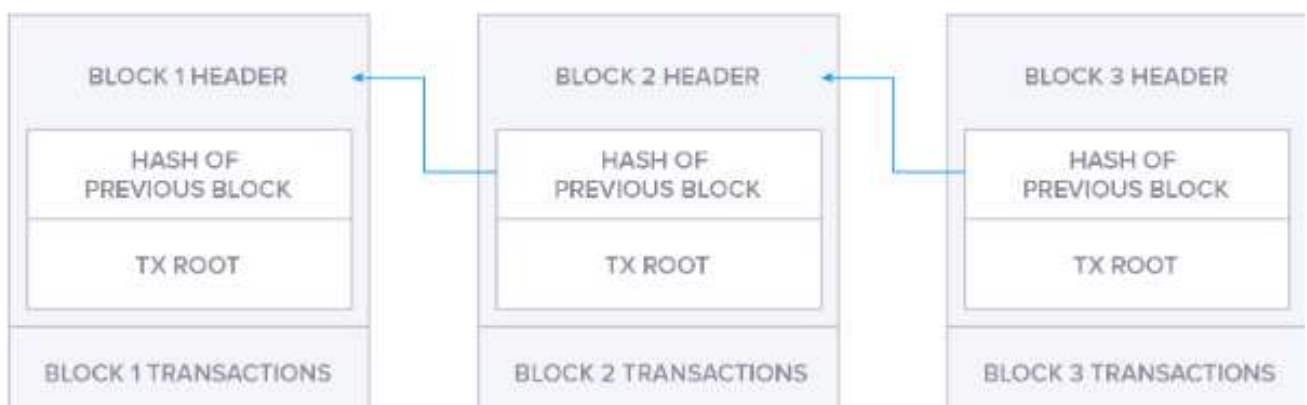 BLOCK 1 HEADER
HASH OF
PREVIOUS BLOCK
TX ROOT
BLOCK 1 TRANSACTIONS
BLOCK 2 HEADER
HASH OF
PREVIOUS BLOCK
TX ROOT
BLOCK 2 TRANSACTIONS
BLOCK 3 HEADER
HASH OF
PREVIOUS BLOCK
TX ROOT
BLOCK 3 TRANSACTIONS